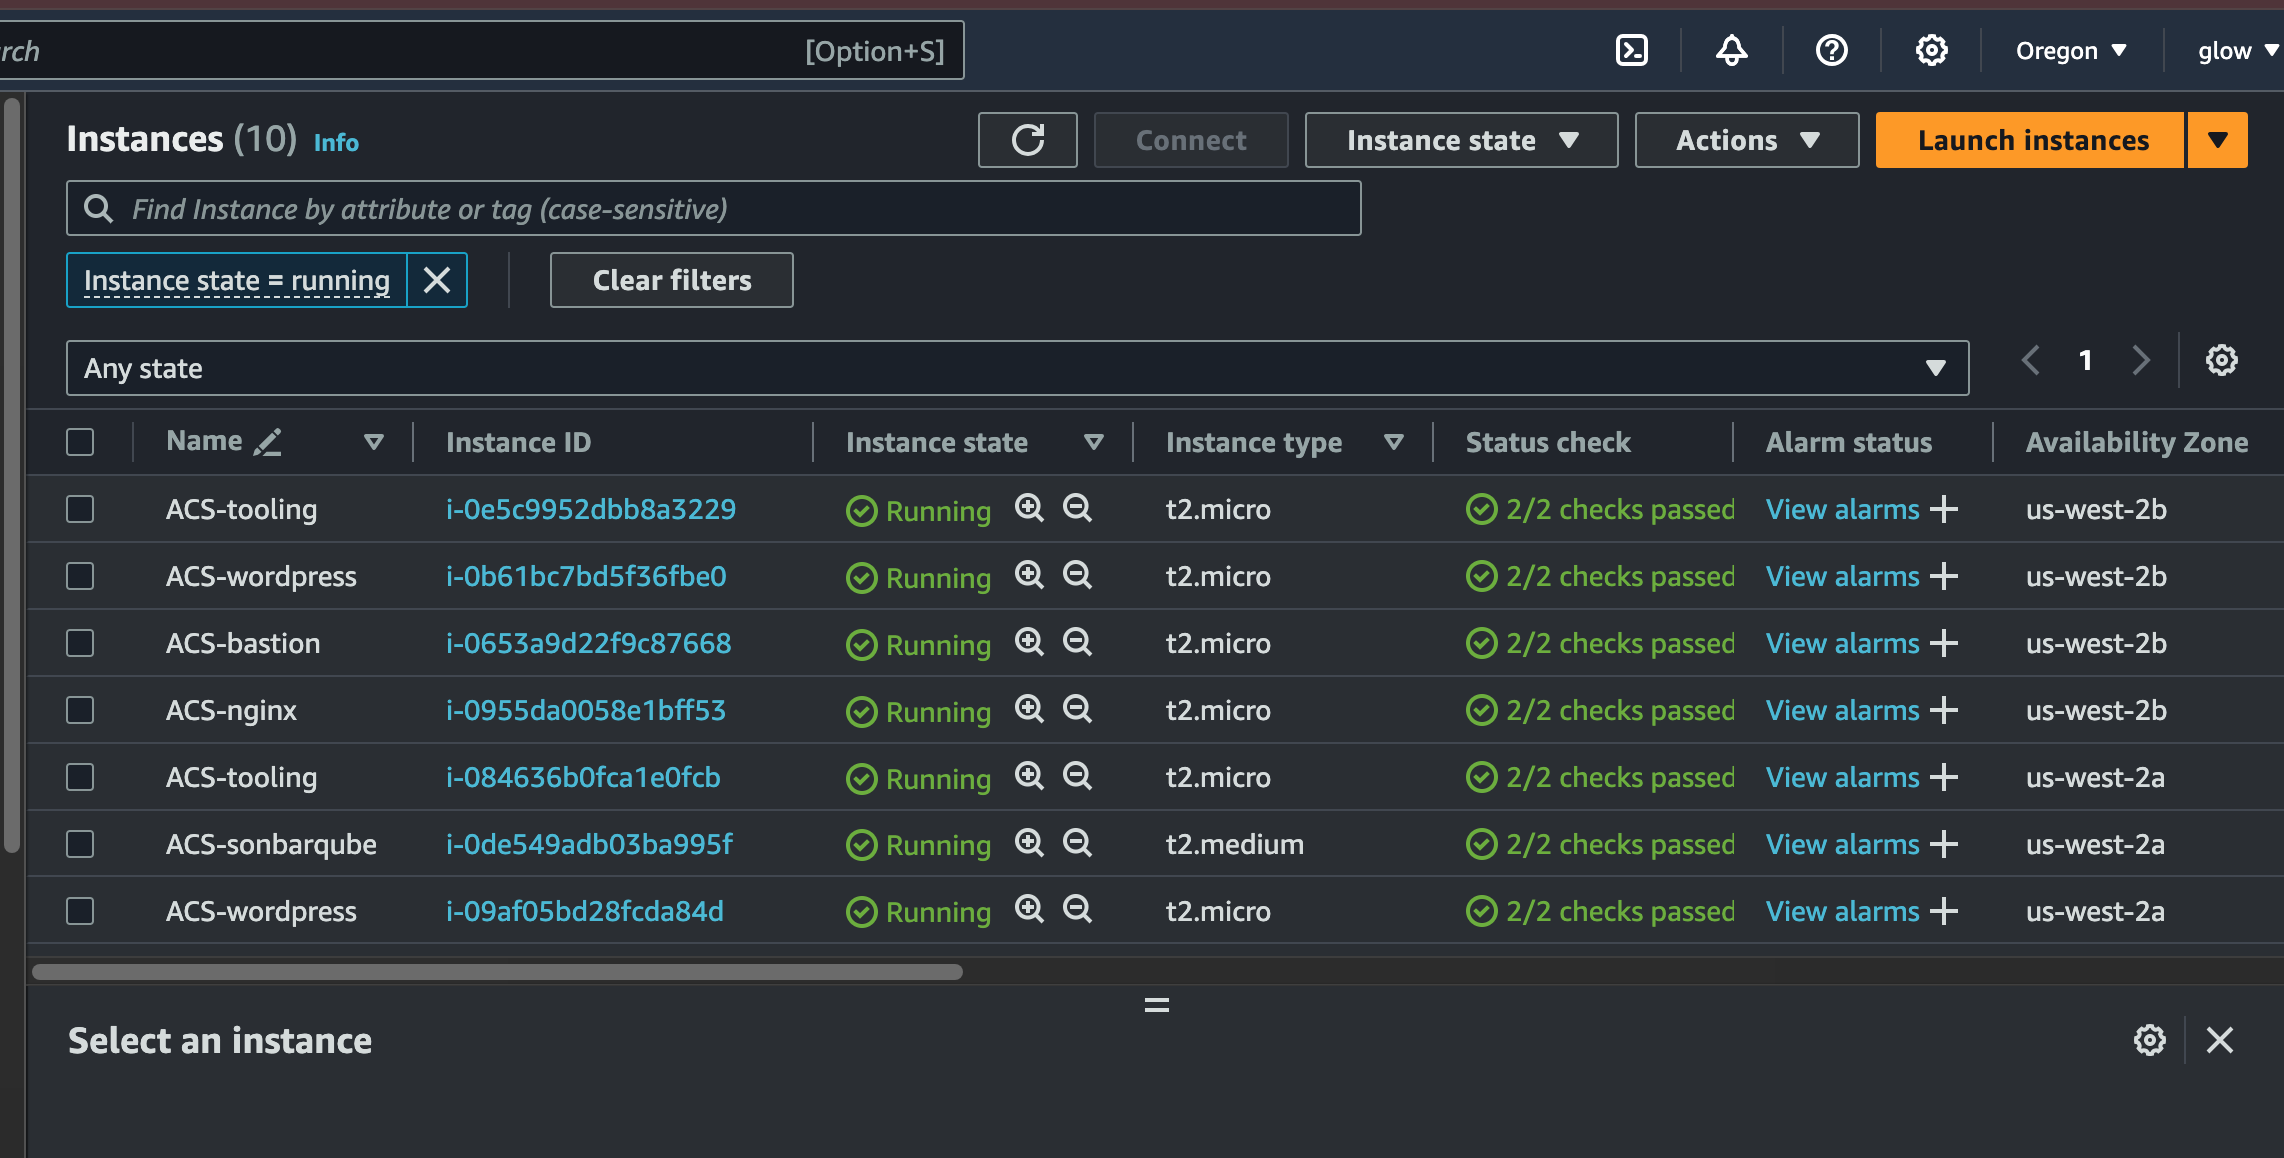 rch [Option+S] Oregon glow
Instances (10) Info Connect Instance state Actions Launch instances
Find Instance by attribute or tag (case-sensitive)
Instance state = running Clear filters
Any state 1
Name Instance ID Instance state Instance type Status check Alarm status Availability Zone
ACS-tooling i-0e5c9952dbb8a3229 Running t2.micro 2/2 checks passed View alarms us-west-2b
ACS-wordpress i-0b61bc7bd5f36fbe0 Running t2.micro 2/2 checks passed View alarms us-west-2b
ACS-bastion i-0653a9d22f9c87668 Running t2.micro 2/2 checks passed View alarms us-west-2b
ACS-nginx i-0955da0058e1bff53 Running t2.micro 2/2 checks passed View alarms us-west-2b
ACS-tooling i-084636b0fca1e0fcb Running t2.micro 2/2 checks passed View alarms us-west-2a
ACS-sonbarqube i-0de549adb03ba995f Running t2.medium 2/2 checks passed View alarms us-west-2a
ACS-wordpress i-09af05bd28fcda84d Running t2.micro 2/2 checks passed View alarms us-west-2a
Select an instance